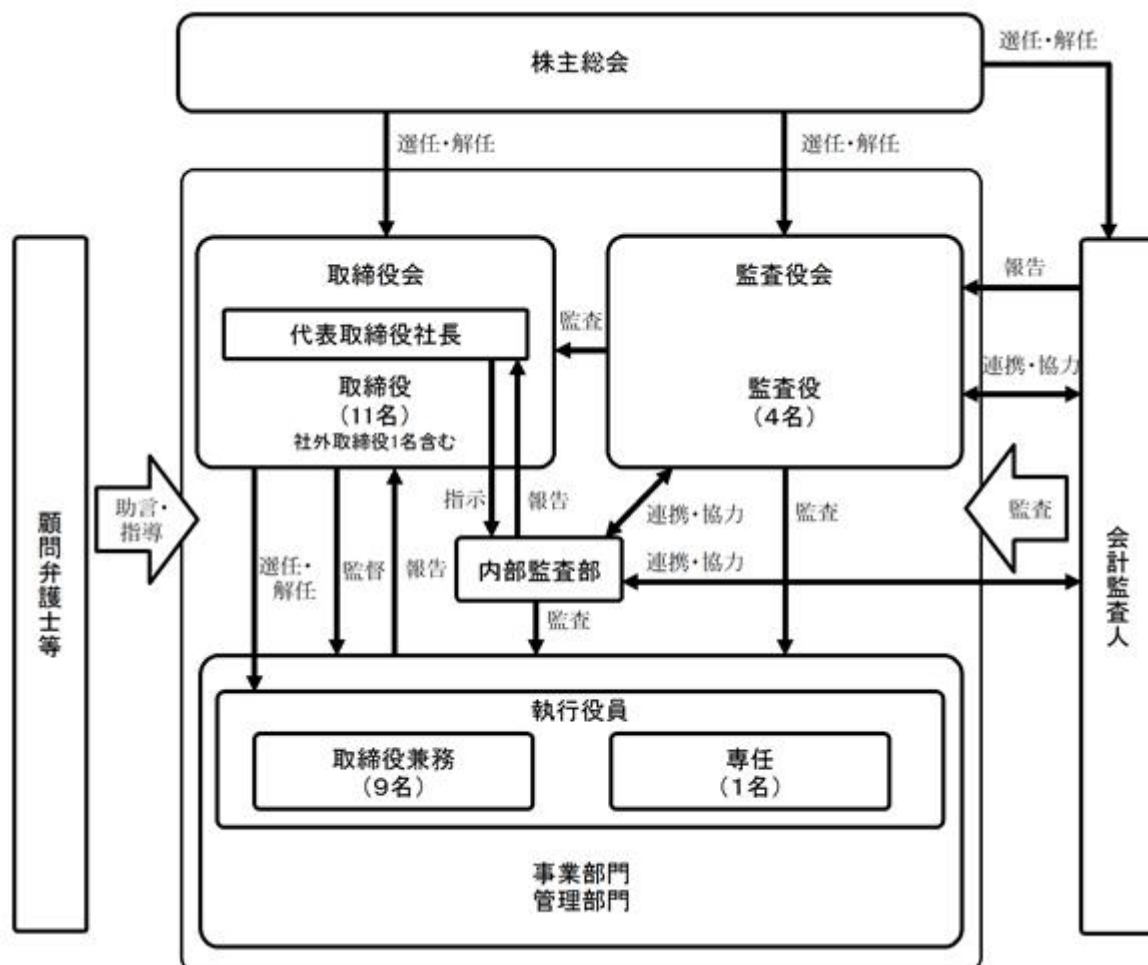 株主総会
選任・解任
選任・解任
選任・解任
取締役会
代表取締役社長
取締役
(11名)
社外取締役1名含む
監査
監査役会
監査役
(4名)
報告
連携・協力
顧問弁護士等
助言・
指導
指示
報告
連携・協力
監査
監査
会計監査人
選任・
解任
監督
報告
内部監査部
連携・協力
監査
執行役員
取締役兼務
(9名)
専任
(1名)
事業部門
管理部門